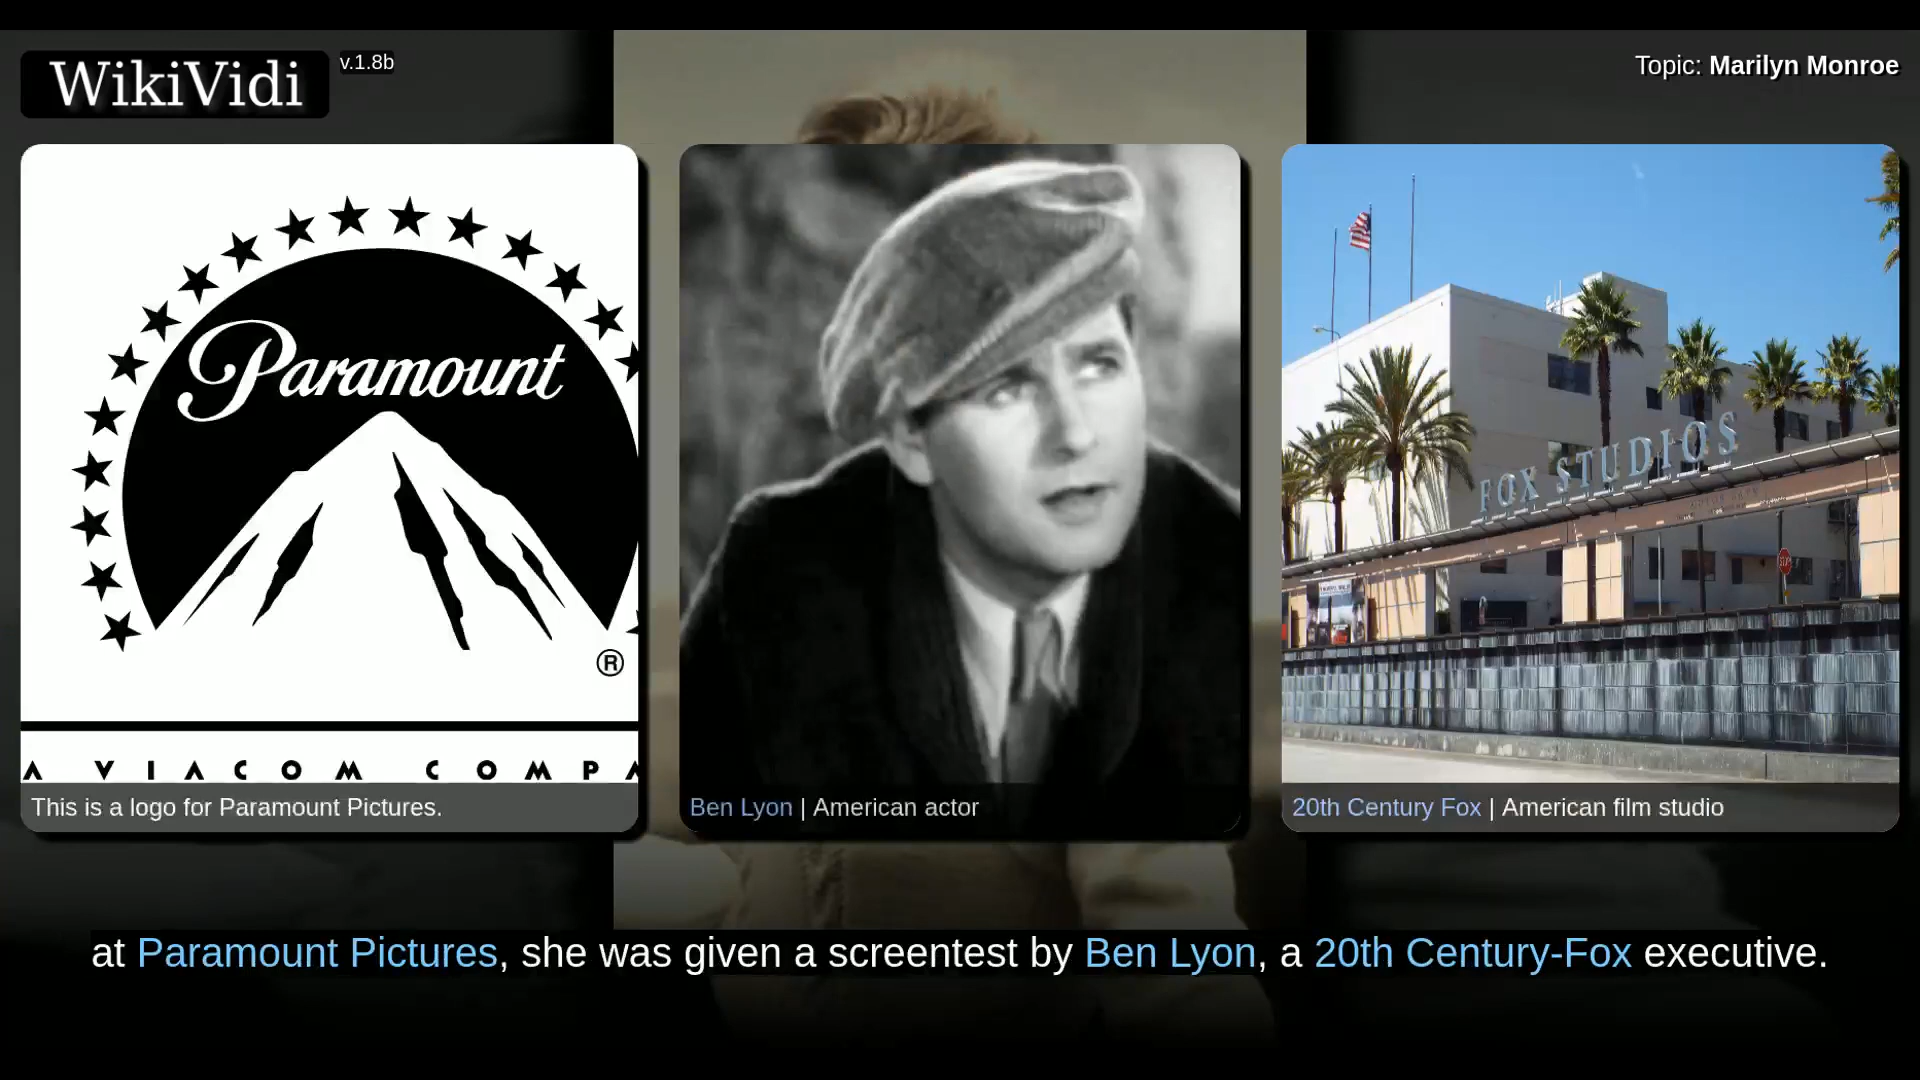 WikiVidi
v.1.8b
Topic: Marilyn Monroe
Paramount
®
A VIACOM COMPA
This is a logo for Paramount Pictures.
Ben Lyon | American actor
FOX STUDIOS
STOP
20th Century Fox | American film studio
at Paramount Pictures, she was given a screentest by Ben Lyon, a 20th Century-Fox executive.